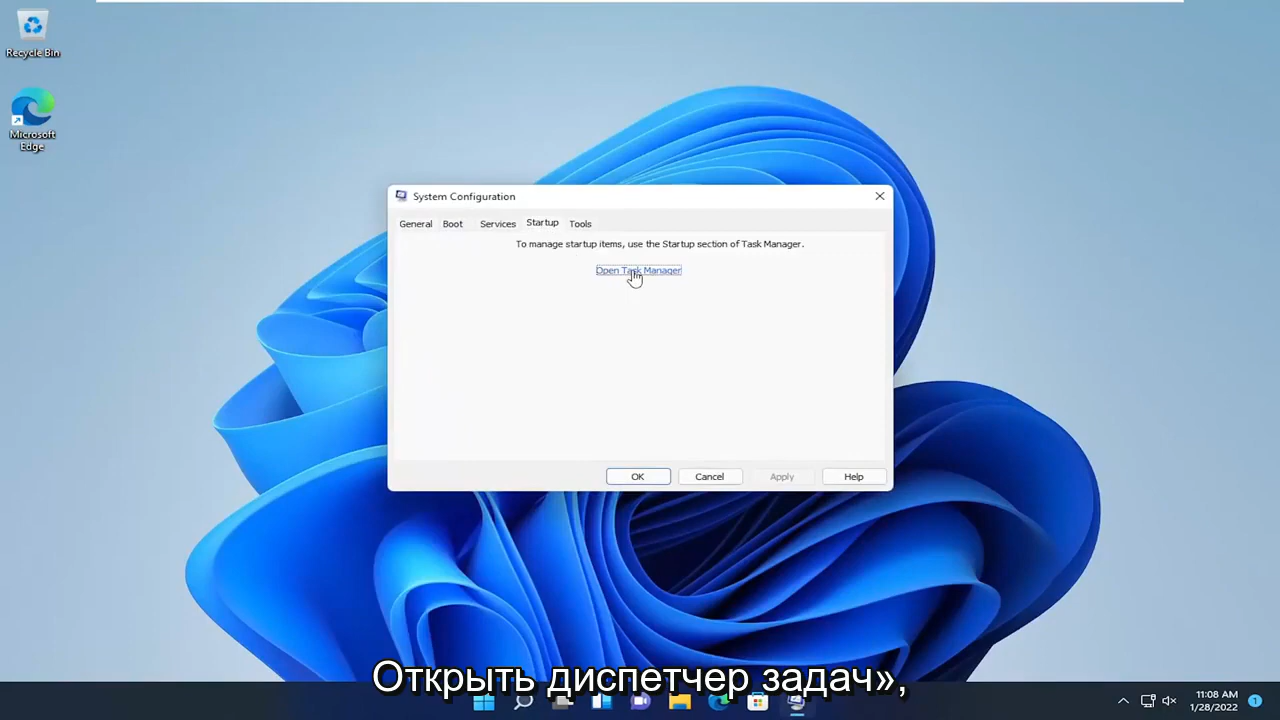 Recycle Bin
Microsoft
Edge
System Configuration
General Boot Services Startup Tools
To manage startup items, use the Startup section of Task Manager.
Open Task Manager
OK Cancel Apply Help
Открыть диспетчер задач»,
11:08 AM
1/28/2022
1